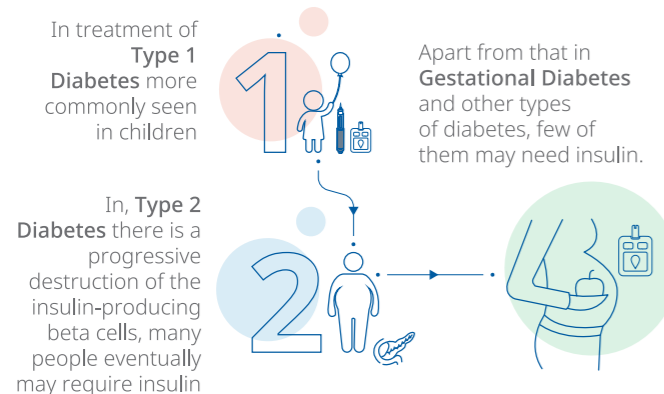 In treatment of
Type 1
Diabetes more
commonly seen
in children
1
Apart from that in
Gestational Diabetes
and other types
of diabetes, few of
them may need insulin.
In, Type 2
Diabetes there is a
progressive
destruction of the
insulin-producing
beta cells, many
people eventually
may require insulin
2